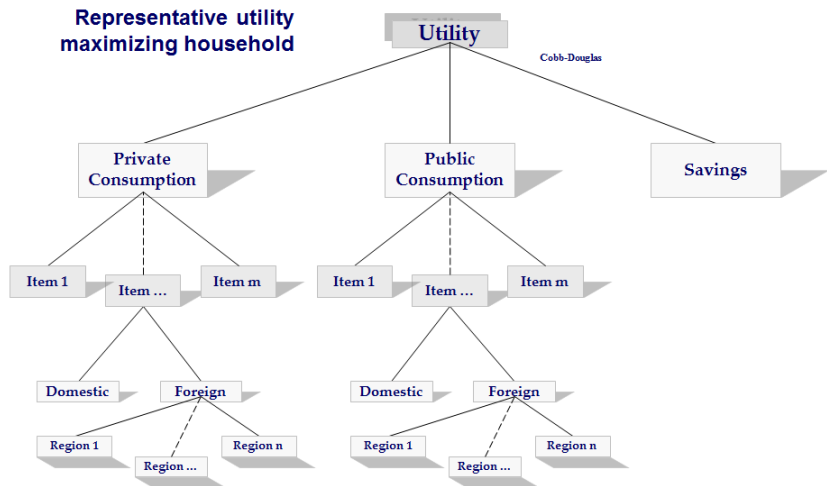 Representative utility
maximizing household
Utility
Cobb-Douglas
Private
Consumption
Public
Consumption
Savings
Item 1
Item ...
Item m
Item 1
Item ...
Item m
Domestic
Foreign
Domestic
Foreign
Region 1
Region ...
Region n
Region 1
Region ...
Region n